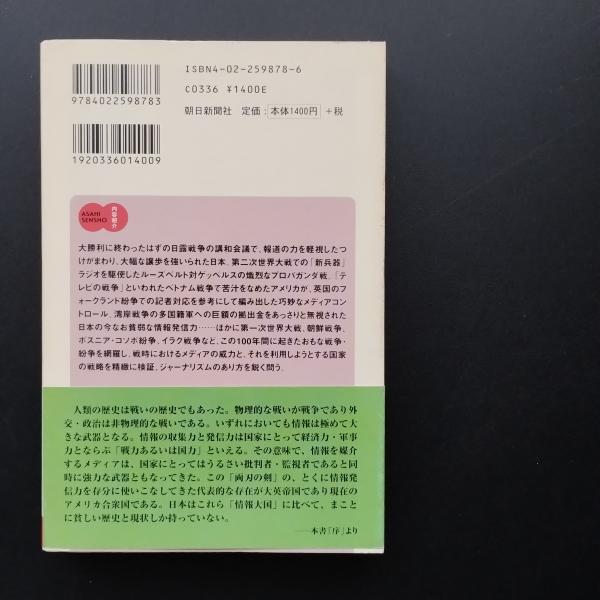 ISBN4-02-259878-6
C0336 ¥1400E
朝日新聞社 定価:本体1400円+税
9784022598783
1920336014009
ASAHI SENSHO
内容紹介
大勝利に終わったはずの日露戦争の講和会議で、報道の力を軽視したつ
けがまわり、大幅な譲歩を強いられた日本。第二次世界大戦での「新兵器」
ラジオを駆使したルーズベルト対ゲッベルスの熾烈なプロパガンダ戦。「テ
レビの戦争」といわれたベトナム戦争で苦汁をなめたアメリカが、英国のフ
ォークランド紛争での記者対応を参考にして編み出した巧妙なメディアコン
トロール。湾岸戦争の多国籍軍への巨額の拠出金をあっさりと無視された
日本の今なお貧弱な情報発信力……ほかに第一次世界大戦、朝鮮戦争、
ボスニア・コソボ紛争、イラク戦争など、この100年間に起きたおもな戦争・
紛争を網羅し、戦時におけるメディアの威力と、それを利用しようとする国家
の戦略を精緻に検証、ジャーナリズムのあり方を鋭く問う。
人類の歴史は戦いの歴史でもあった。物理的な戦いが戦争であり外
交・政治は非物理的な戦いである。いずれにおいても情報は極めて大
きな武器となる。情報の収集力と発信力は国家にとって経済力・軍事
力とならぶ「戦力あるいは国力」といえる。その意味で、情報を媒介
するメディアは、国家にとってはうるさい批判者・監視者であると同
時に強力な武器ともなってきた。この「両刃の剣」の、とくに情報発
信力を存分に使いこなしてきた代表的な存在が大英帝国であり現在の
アメリカ合衆国である。日本はこれら「情報大国」に比べて、まこと
に貧しい歴史と現状しか持っていない。
——本書「序」より